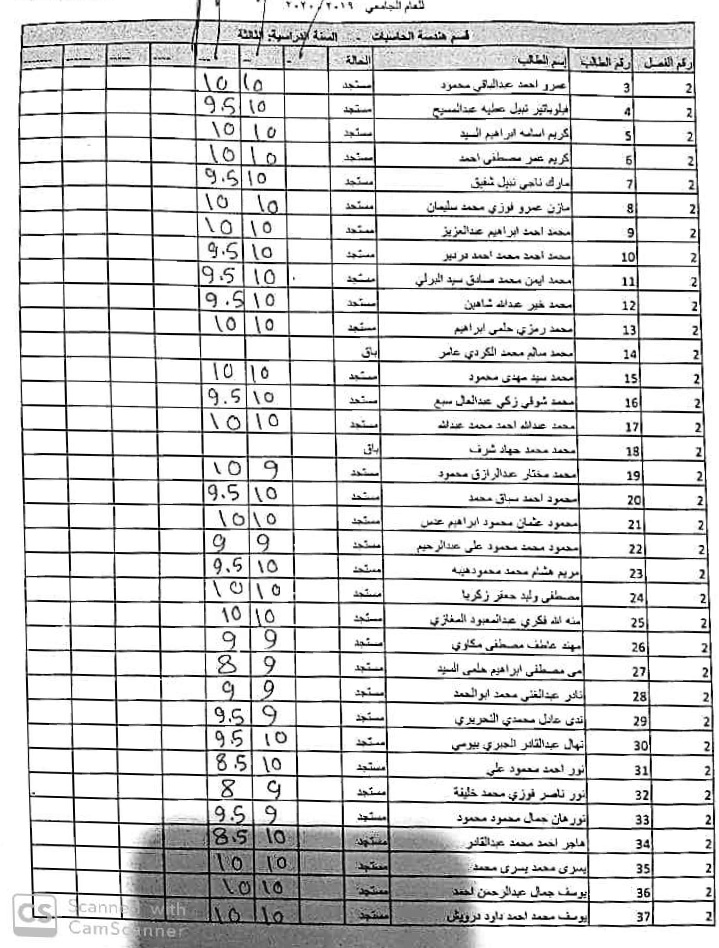 للعام الجامعي ٢٠٢٠/٢٠١٩
قسم هندسة الحاسبات - السنة الدراسية: الثالثة
رقم الفصل رقم الطالب إسم الطالب الحالة
2 3 عمرو احمد عبدالباقي محمود مستجد 10 10
2 4 فيلوباتير نبيل عطيه عبدالمسيح مستجد 10 9.5
2 5 كريم اسامه ابراهيم السيد مستجد 10 10
2 6 كريم عمر مصطفى احمد مستجد 10 10
2 7 مارك ناجي نبيل شفيق مستجد 10 9.5
2 8 مازن عمرو فوزي محمد سليمان مستجد 10 10
2 9 محمد احمد ابراهيم عبدالعزيز مستجد 10 10
2 10 محمد احمد محمد احمد دردير مستجد 10 9.5
2 11 محمد ايمن محمد صادق سيد البرلي مستجد 10 9.5
2 12 محمد خير عبدالله شاهين مستجد 10 9.5
2 13 محمد رمزي حلمى ابراهيم مستجد 10 10
2 14 محمد سالم محمد الكردي عامر باق
2 15 محمد سيد مهدى محمود مستجد 10 10
2 16 محمد شوقي زكي عبدالعال سبع مستجد 10 9.5
2 17 محمد عبدالله احمد محمد عبدالله مستجد 10 10
2 18 محمد محمد جهاد شرف باق
2 19 محمد مختار عبدالرازق محمود مستجد 9 10
2 20 محمود احمد سباق محمد مستجد 10 9.5
2 21 محمود عثمان محمود ابراهيم عدس مستجد 10 10
2 22 محمود محمد محمود على عبدالرحيم مستجد 9 9
2 23 مريم هشام محمد محمودهيبه مستجد 10 9.5
2 24 مصطفى وليد جعفر زكريا مستجد 10 10
2 25 منه الله فكري عبدالمعبود المغازي مستجد 10 10
2 26 مهند عاطف مصطفى مكاوي مستجد 9 9
2 27 مى مصطفى ابراهيم حلمى السيد مستجد 9 8
2 28 نادر عبدالغني محمد ابوالحمد مستجد 9 9
2 29 ندى عادل محمدي التحريري مستجد 9 9.5
2 30 نهال عبدالقادر الجبري بيومي مستجد 10 9.5
2 31 نور احمد محمود علي مستجد 10 8.5
2 32 نور ناصر فوزي محمد خليفة مستجد 9 8
2 33 نورهان جمال محمود محمود مستجد 9 9.5
2 34 هاجر احمد محمد عبدالقادر مستجد 10 8.5
2 35 يسرى محمد يسرى محمد مستجد 10 10
2 36 يوسف جمال عبدالرحمن احمد مستجد 10 10
2 37 يوسف محمد احمد داود درويش مستجد 10 10
CS Scanned with
CamScanner